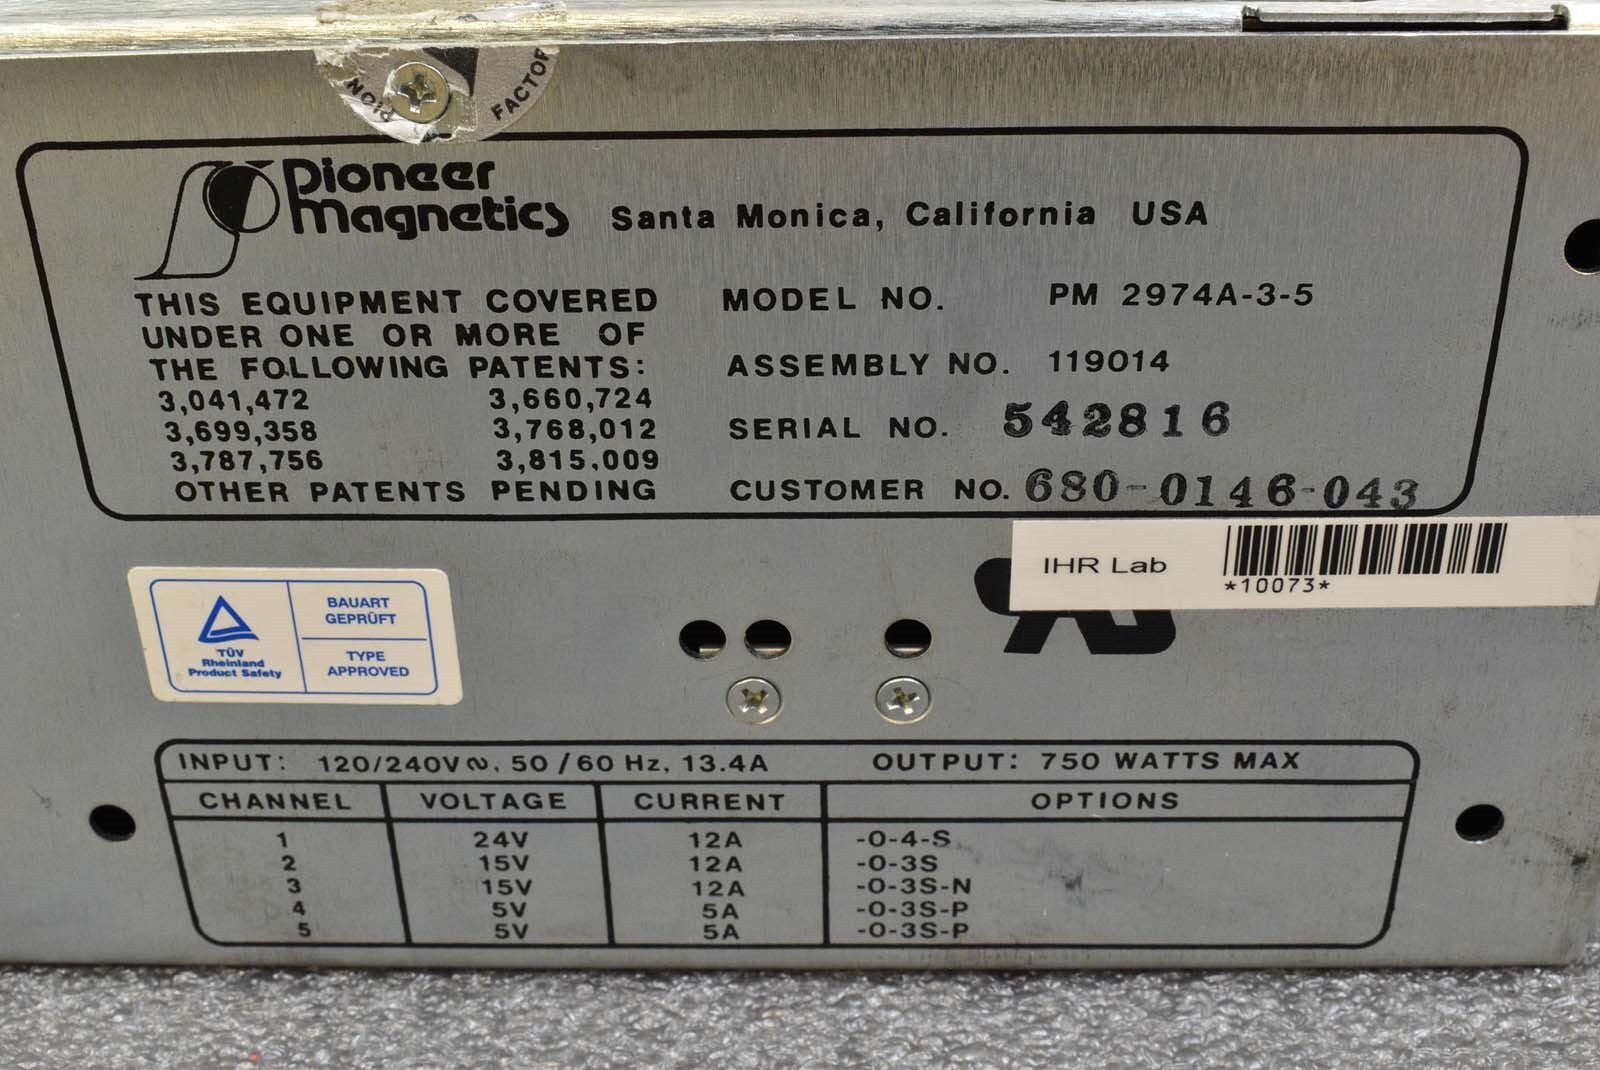 PION
FACTOR
Pioneer
Magnetics
Santa Monica, California USA
THIS EQUIPMENT COVERED
UNDER ONE OR MORE OF
THE FOLLOWING PATENTS:
3,041,472 3,660,724
3,699,358 3,768,012
3,787,756 3,815,009
OTHER PATENTS PENDING
MODEL NO. PM 2974A-3-5
ASSEMBLY NO. 119014
SERIAL NO. 542816
CUSTOMER NO. 680-0146-043
IHR Lab
*10073*
TÜV
Rheinland
Product Safety
BAUART
GEPRÜFT
TYPE
APPROVED
INPUT: 120/240V∿, 50/60 Hz, 13.4A OUTPUT: 750 WATTS MAX
CHANNEL VOLTAGE CURRENT OPTIONS
1 24V 12A -0-4-S
2 15V 12A -0-3S
3 15V 12A -0-3S-N
4 5V 5A -0-3S-P
5 5V 5A -0-3S-P